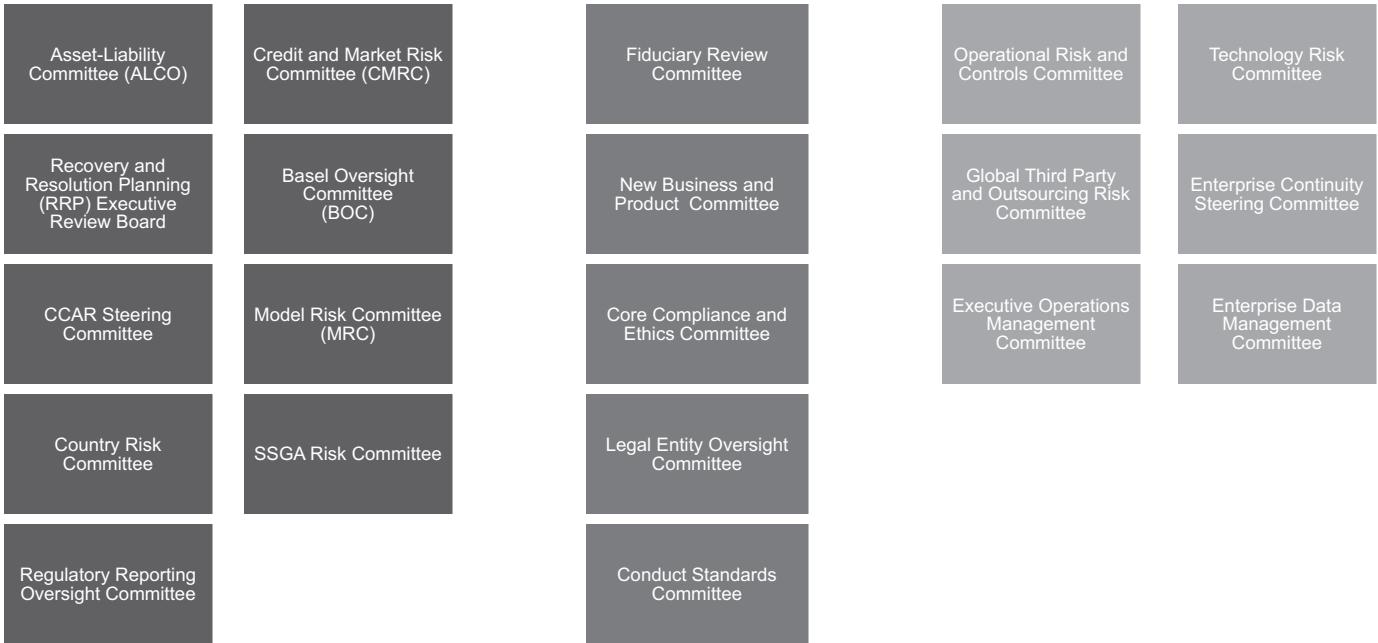 Asset-Liability
Committee (ALCO)
Credit and Market Risk
Committee (CMRC)
Fiduciary Review
Committee
Operational Risk and
Controls Committee
Technology Risk
Committee
Recovery and
Resolution Planning
(RRP) Executive
Review Board
Basel Oversight
Committee
(BOC)
New Business and
Product Committee
Global Third Party
and Outsourcing Risk
Committee
Enterprise Continuity
Steering Committee
CCAR Steering
Committee
Model Risk Committee
(MRC)
Core Compliance and
Ethics Committee
Executive Operations
Management
Committee
Enterprise Data
Management
Committee
Country Risk
Committee
SSGA Risk Committee
Legal Entity Oversight
Committee
Regulatory Reporting
Oversight Committee
Conduct Standards
Committee